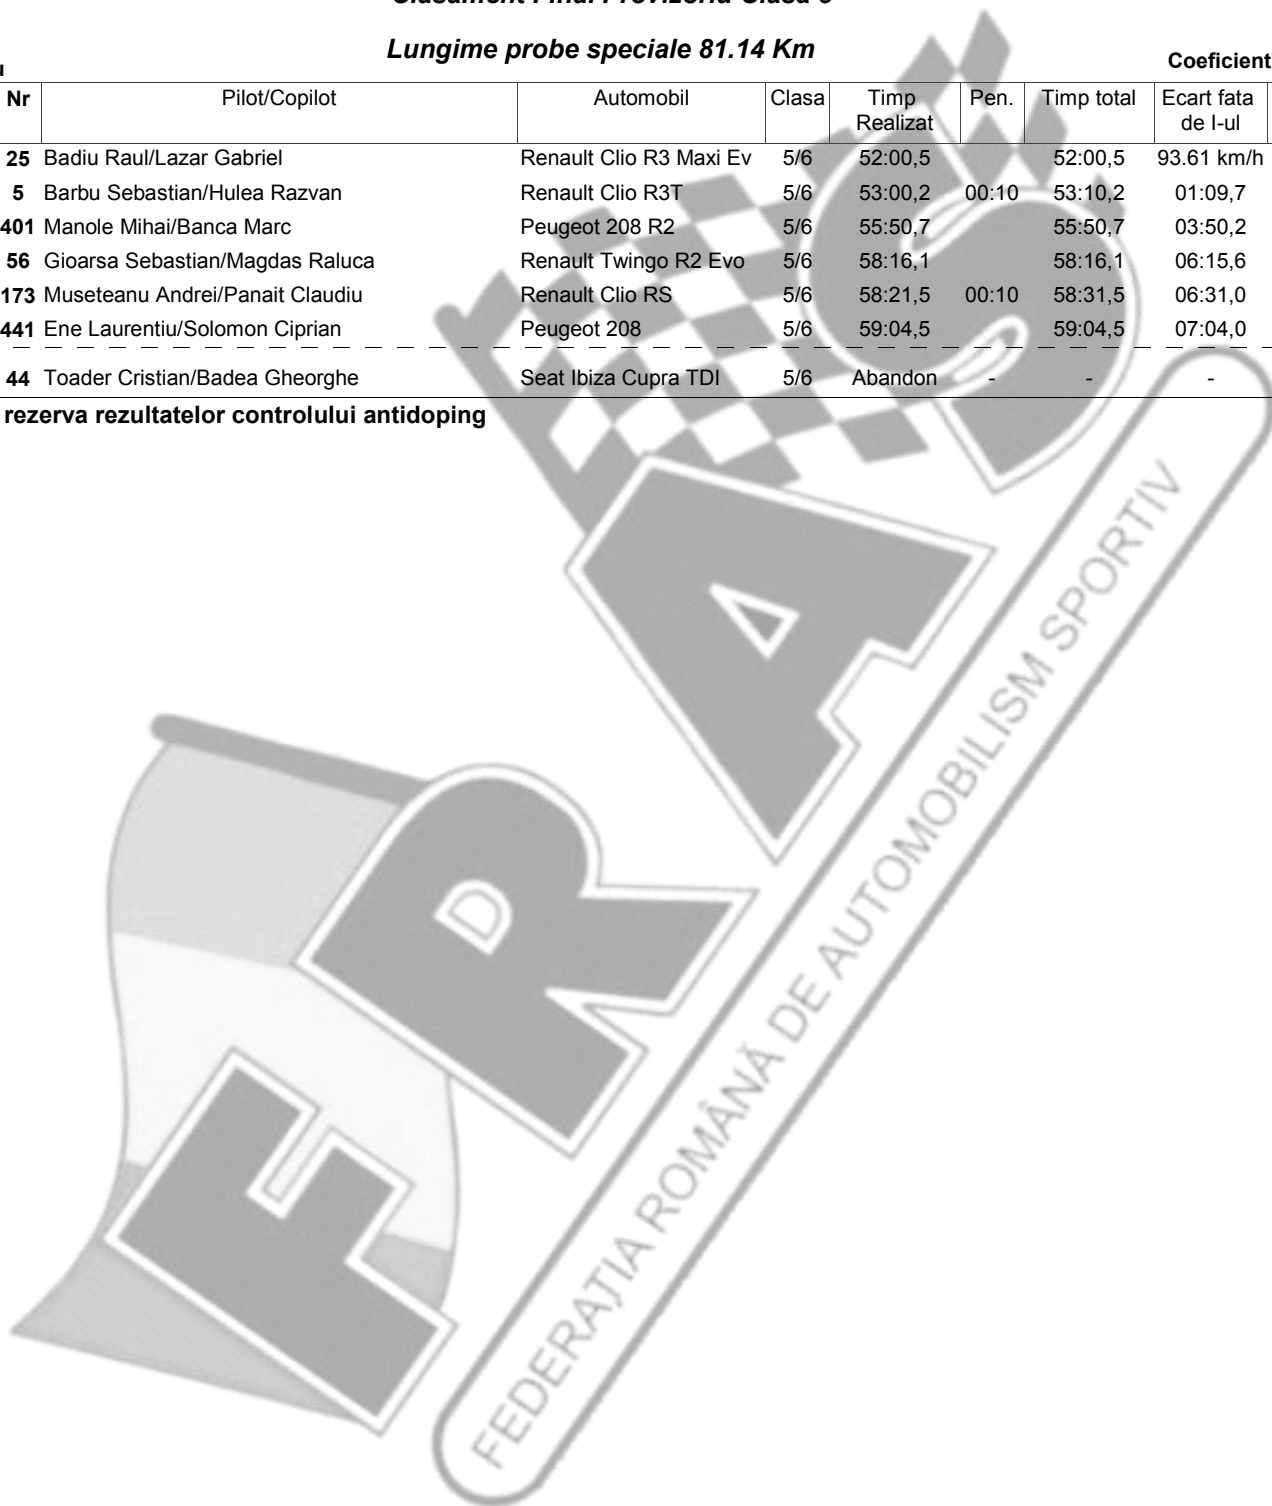 Clasament Final Provizoriu Clasa
Lungime probe speciale 81.14 Km
Coeficient
Nr Pilot/Copilot Automobil Clasa Timp Realizat Pen. Timp total Ecart fata de I-ul
25 Badiu Raul/Lazar Gabriel Renault Clio R3 Maxi Ev 5/6 52:00,5 52:00,5 93.61 km/h
5 Barbu Sebastian/Hulea Razvan Renault Clio R3T 5/6 53:00,2 00:10 53:10,2 01:09,7
401 Manole Mihai/Banca Marc Peugeot 208 R2 5/6 55:50,7 55:50,7 03:50,2
56 Gioarsa Sebastian/Magdas Raluca Renault Twingo R2 Evo 5/6 58:16,1 58:16,1 06:15,6
173 Museteanu Andrei/Panait Claudiu Renault Clio RS 5/6 58:21,5 00:10 58:31,5 06:31,0
441 Ene Laurentiu/Solomon Ciprian Peugeot 208 5/6 59:04,5 59:04,5 07:04,0
44 Toader Cristian/Badea Gheorghe Seat Ibiza Cupra TDI 5/6 Abandon - - -
rezerva rezultatelor controlului antidoping
FRAS
FEDERAŢIA ROMÂNĂ DE AUTOMOBILISM SPORTIV